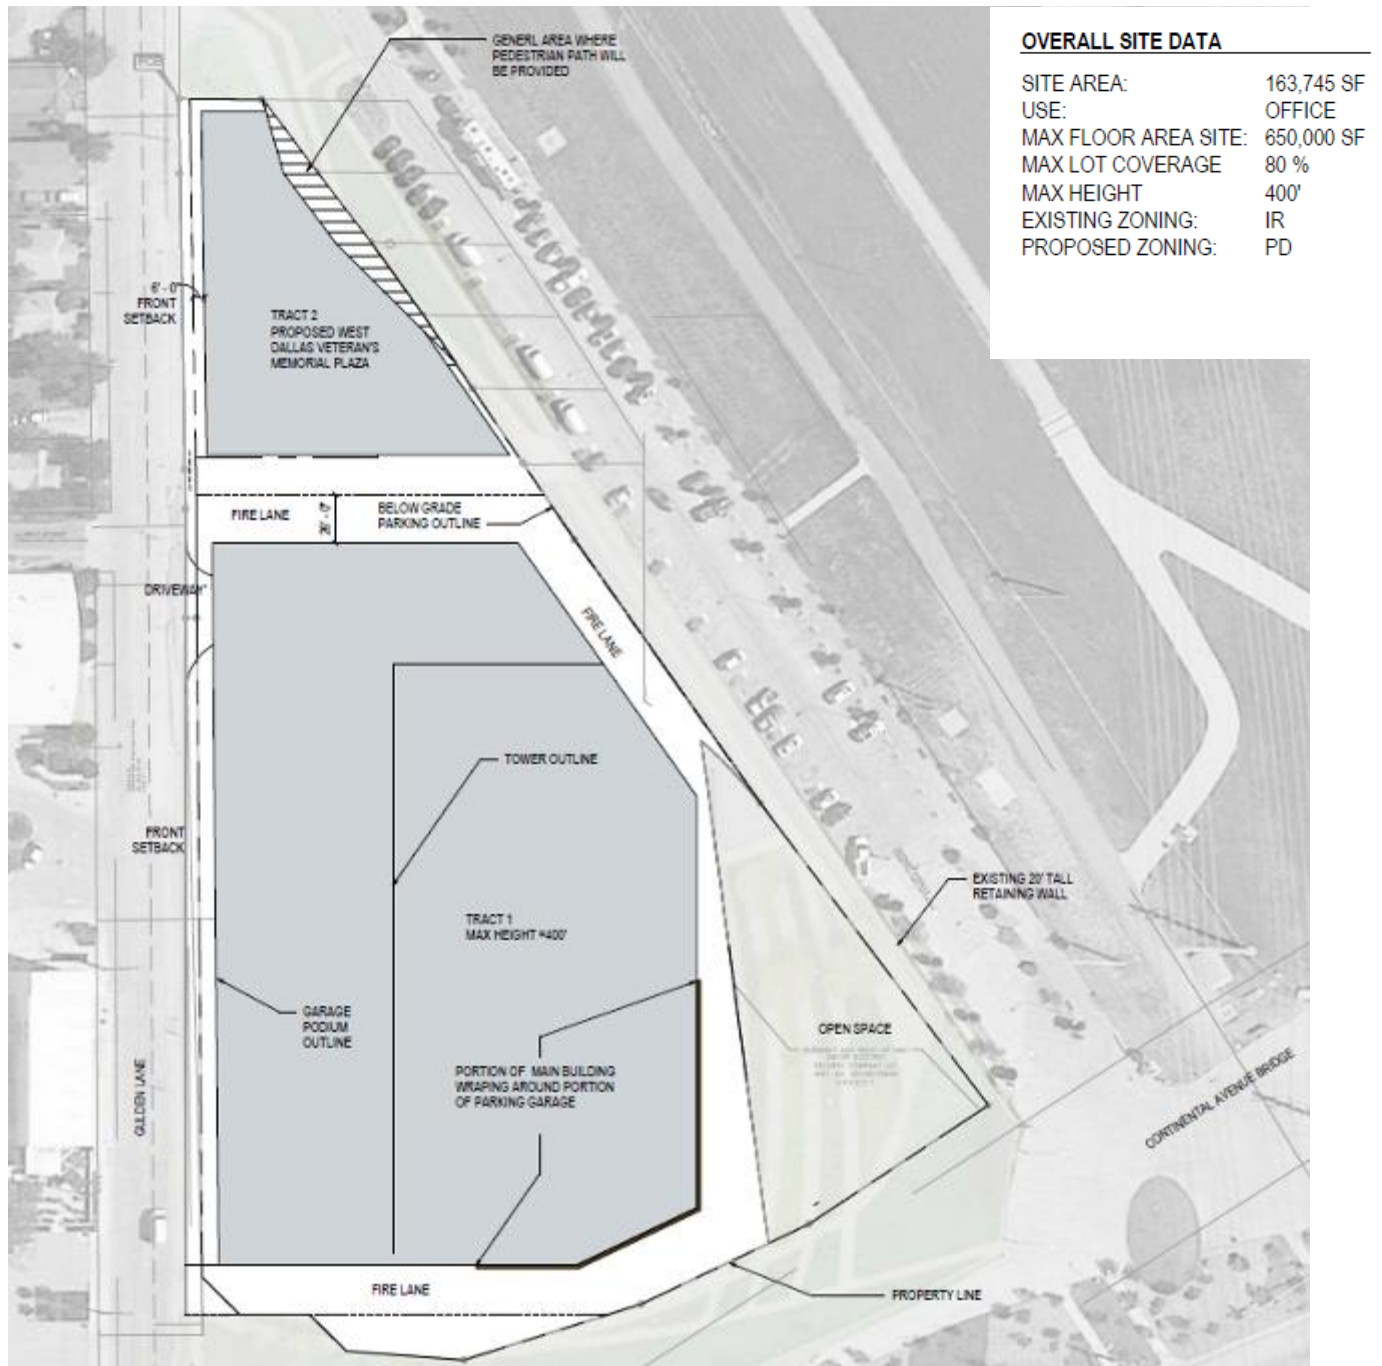 GENERL AREA WHERE
PEDESTRIAN PATH WILL
BE PROVIDED
OVERALL SITE DATA
SITE AREA: 163,745 SF
USE: OFFICE
MAX FLOOR AREA SITE: 650,000 SF
MAX LOT COVERAGE 80 %
MAX HEIGHT 400'
EXISTING ZONING: IR
PROPOSED ZONING: PD
POB
6' - 0"
FRONT
SETBACK
TRACT 2
PROPOSED WEST
DALLAS VETERAN'S
MEMORIAL PLAZA
FIRE LANE
26' - 0"
BELOW GRADE
PARKING OUTLINE
DRIVEWAY
FIRE LANE
TOWER OUTLINE
FRONT
SETBACK
EXISTING 20' TALL
RETAINING WALL
TRACT 1
MAX HEIGHT =400'
GARAGE
PODIUM
OUTLINE
OPEN SPACE
PORTION OF MAIN BUILDING
WRAPING AROUND PORTION
OF PARKING GARAGE
GULDEN LANE
CONTINENTAL AVENUE BRIDGE
FIRE LANE
PROPERTY LINE